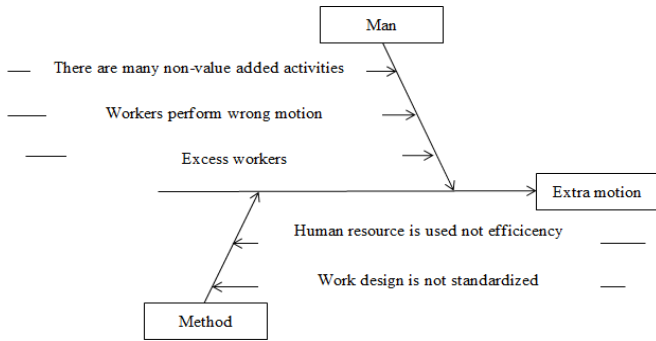 Man
There are many non-value added activities
Workers perform wrong motion
Excess workers
Extra motion
Human resource is used not efficicency
Work design is not standardized
Method